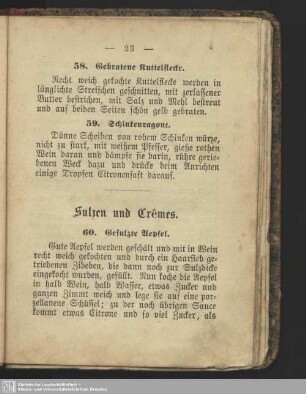 — 23 —
58. Gebratene Kuttelflecke.
Recht weich gekochte Kuttelflecke werden in
länglichte Streifchen geschnitten, mit zerlassener
Butter bestrichen, mit Salz und Mehl bestreut
und auf beiden Seiten schön gelb gebraten.
59. Schinkenragout.
Dünne Scheiben von rohem Schinken würze,
nicht zu stark, mit weißem Pfeffer, gieße rothen
Wein daran und dämpfe sie darin, rühre gerie-
benen Weck dazu und drücke beim Anrichten
einige Tropfen Citronensaft darauf.
Sulzen und Crêmes.
60. Gesulzte Aepfel.
Gute Aepfel werden geschält und mit in Wein
recht weich gekochten und durch ein Haarsieb ge-
triebenen Zibeben, die dann noch zur Sulzdicke
eingekocht wurden, gefüllt. Nun koche die Aepfel
in halb Wein, halb Wasser, etwas Zucker und
ganzen Zimmt weich und lege sie auf eine por-
zellanene Schüssel; zu der noch übrigen Sauce
kommt etwas Citrone und so viel Zucker, als